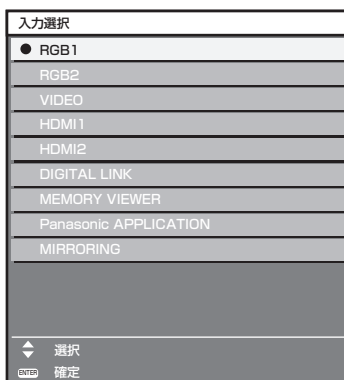 入力選択
RGB1
RGB2
VIDEO
HDMI1
HDMI2
DIGITAL LINK
MEMORY VIEWER
Panasonic APPLICATION
MIRRORING
選択
ENTER 確定